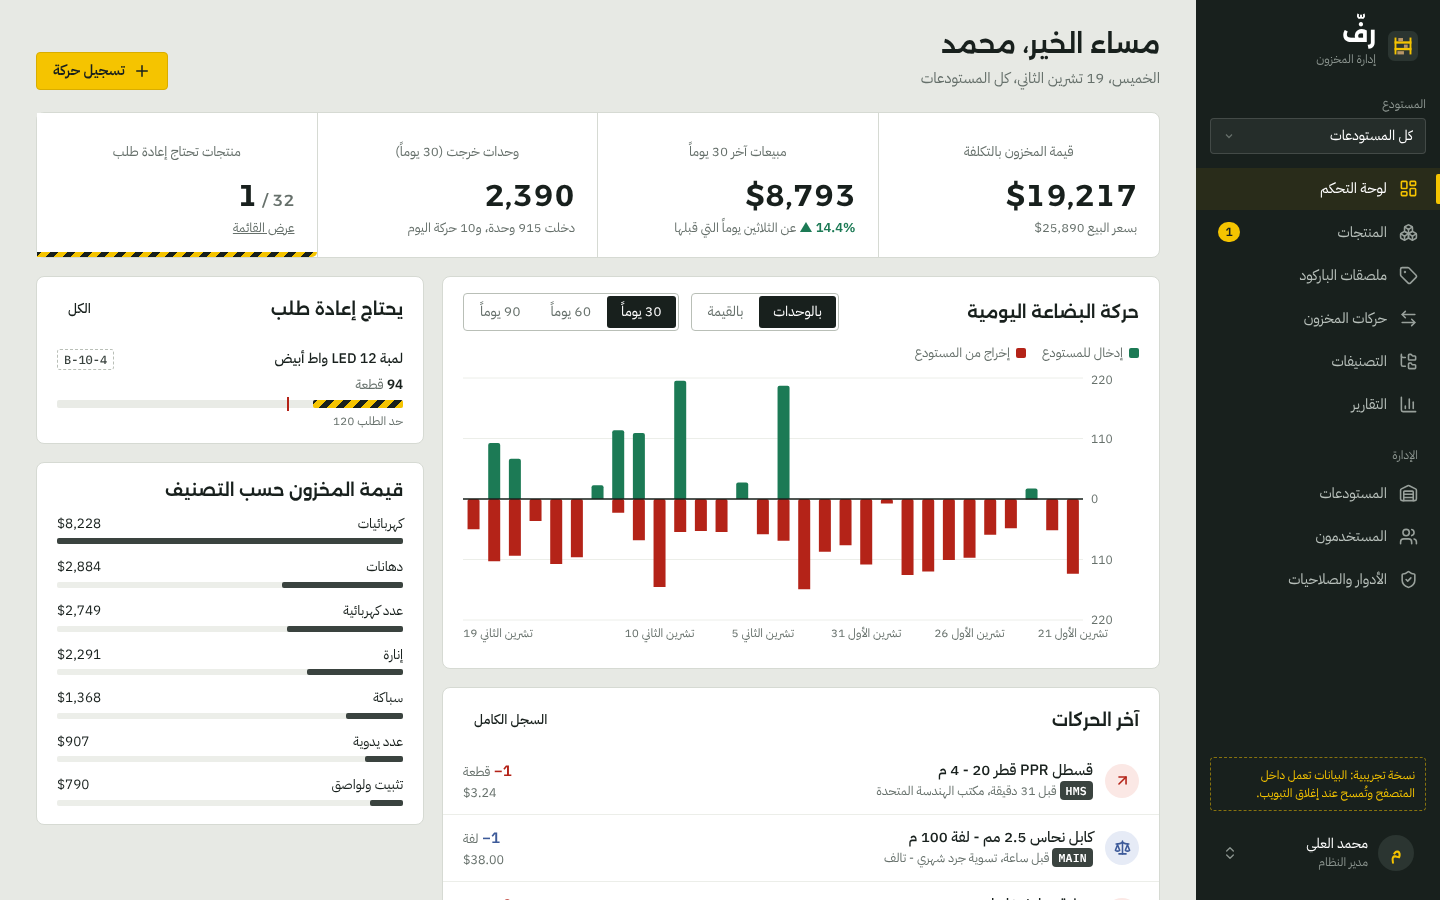 رفّ
إدارة المخزون
المستودع
كل المستودعات
لوحة التحكم
المنتجات
1
ملصقات الباركود
حركات المخزون
التصنيفات
التقارير
الإدارة
المستودعات
المستخدمون
الأدوار والصلاحيات
نسخة تجريبية: البيانات تعمل داخل
المتصفح وتُمسح عند إغلاق التبويب.
م
محمد العلي
مدير النظام
مساء الخير، محمد
الخميس، 19 تشرين الثاني، كل المستودعات
تسجيل حركة
قيمة المخزون بالتكلفة
$19,217
بسعر البيع $25,890
مبيعات آخر 30 يوماً
$8,793
▲ 14.4% عن الثلاثين يوماً التي قبلها
وحدات خرجت (30 يوماً)
2,390
دخلت 915 وحدة، و10 حركة اليوم
منتجات تحتاج إعادة طلب
1 / 32
عرض القائمة
حركة البضاعة اليومية
بالوحدات
بالقيمة
30 يوماً
60 يوماً
90 يوماً
إدخال للمستودع
إخراج من المستودع
220
110
0
110
220
تشرين الأول 21
تشرين الأول 26
تشرين الأول 31
تشرين الثاني 5
تشرين الثاني 10
تشرين الثاني 19
آخر الحركات
السجل الكامل
قسطل PPR قطر 20 - 4 م
HMS قبل 31 دقيقة، مكتب الهندسة المتحدة
−1 قطعة
$3.24
كابل نحاس 2.5 مم - لفة 100 م
MAIN قبل ساعة، تسوية جرد شهري - تالف
−1 لفة
$38.00
يحتاج إعادة طلب
الكل
لمبة LED 12 واط أبيض
B-10-4
94 قطعة
حد الطلب 120
قيمة المخزون حسب التصنيف
كهربائيات
$8,228
دهانات
$2,884
عدد كهربائية
$2,749
إنارة
$2,291
سباكة
$1,368
عدد يدوية
$907
تثبيت ولواصق
$790